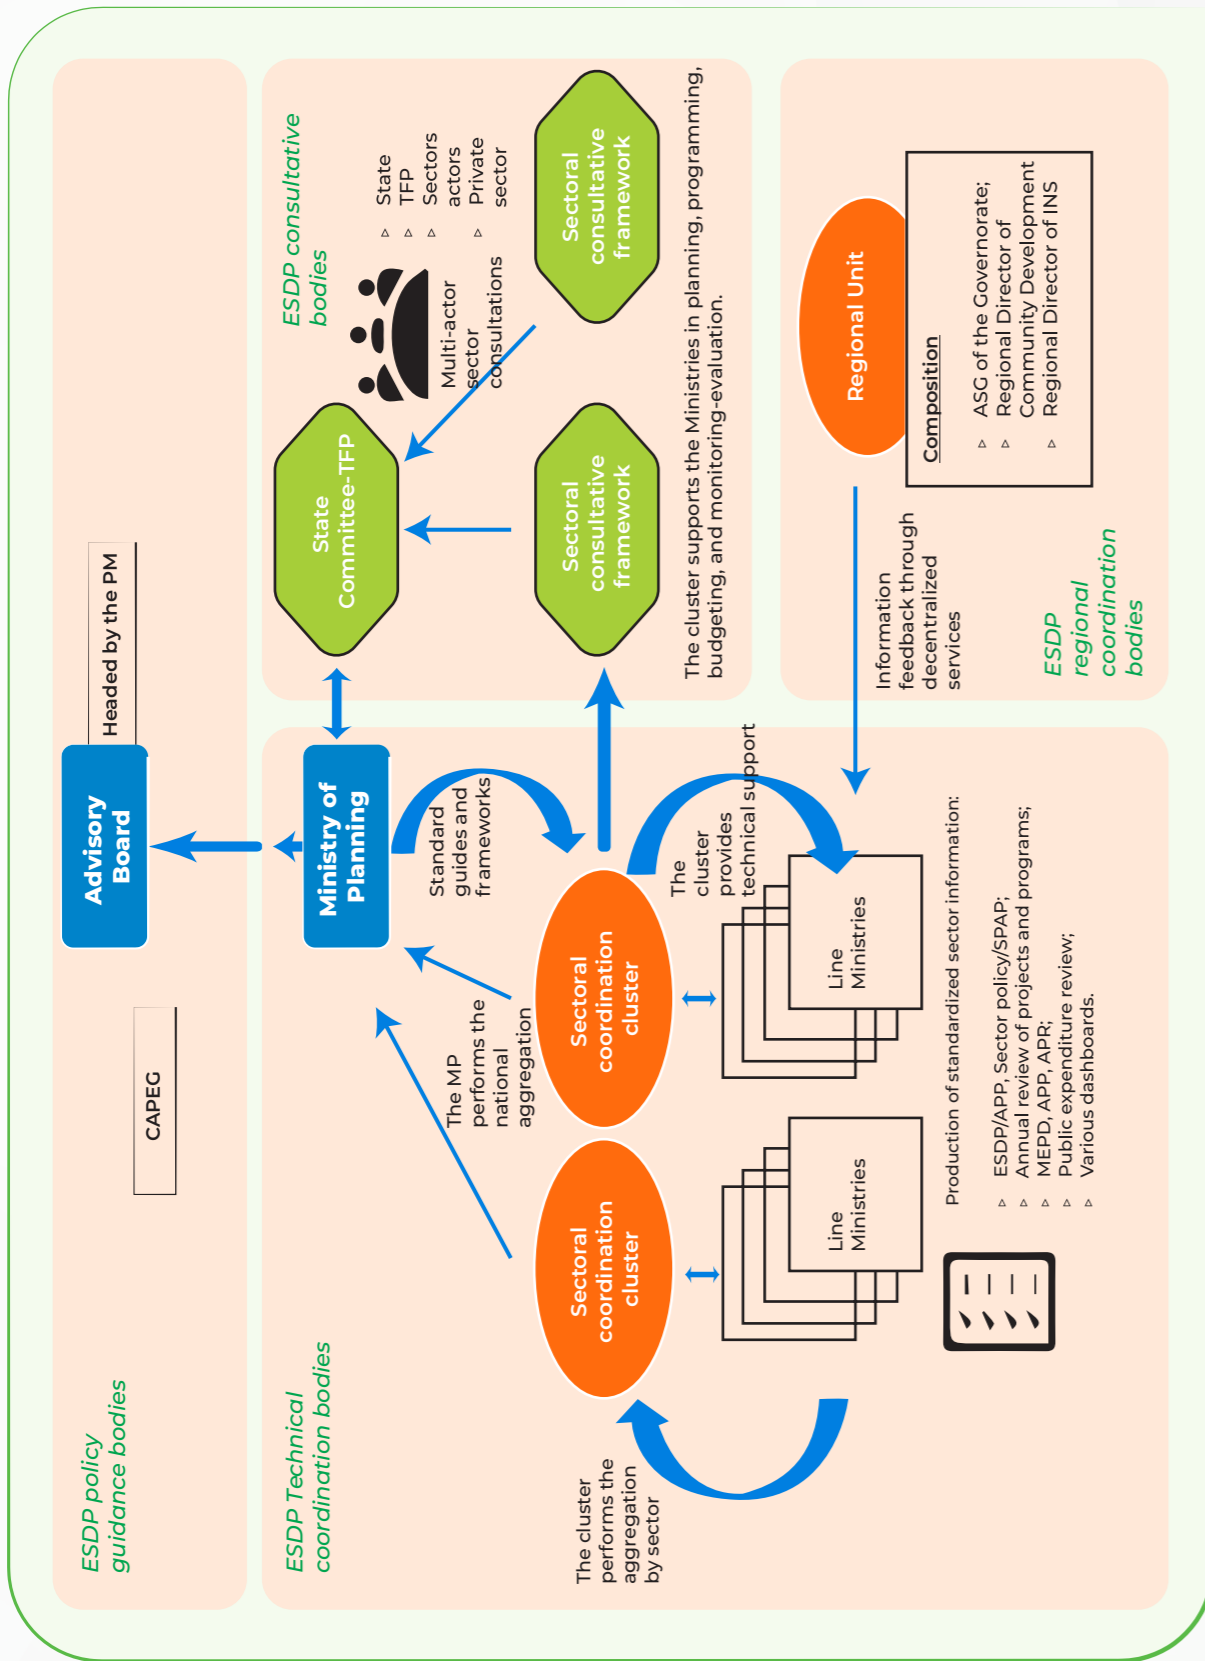 ESDP policy
guidance bodies
CAPEG
Advisory
Board
Headed by the PM
ESDP Technical
coordination bodies
Ministry of
Planning
Standard
guides and
frameworks
The MP
performs the
national
aggregation
Sectoral
coordination
cluster
Sectoral
coordination
cluster
The cluster
performs the
aggregation
by sector
The
cluster
provides
technical support
Line
Ministries
Line
Ministries
Production of standardized sector information:
▹ ESDP/APP, Sector policy/SPAP;
▹ Annual review of projects and programs;
▹ MEPD, APP, APR;
▹ Public expenditure review;
▹ Various dashboards.
ESDP consultative
bodies
State
Committee-TFP
Multi-actor
sector
consultations
▹ State
▹ TFP
▹ Sectors
actors
▹ Private
sector
Sectoral
consultative
framework
Sectoral
consultative
framework
The cluster supports the Ministries in planning, programming,
budgeting, and monitoring-evaluation.
Regional Unit
Composition
▹ ASG of the Governorate;
▹ Regional Director of
Community Development
▹ Regional Director of INS
Information
feedback through
decentralized
services
ESDP
regional
coordination
bodies